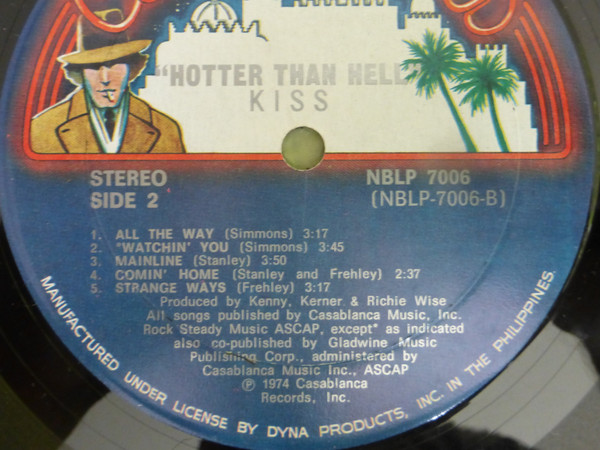 "HOTTER THAN HELL"
KISS
STEREO
SIDE 2
NBLP 7006
(NBLP-7006-B)
1. ALL THE WAY (Simmons) 3:17
2. *WATCHIN' YOU (Simmons) 3:45
3. MAINLINE (Stanley) 3:50
4. COMIN' HOME (Stanley and Frehley) 2:37
5. STRANGE WAYS (Frehley) 3:17
Produced by Kenny, Kerner & Richie Wise
All songs published by Casablanca Music, Inc.
Rock Steady Music ASCAP, except* as indicated
also co-published by Gladwine Music
Publishing Corp., administered by
Casablanca Music Inc., ASCAP
℗ 1974 Casablanca
Records, Inc.
MANUFACTURED UNDER LICENSE BY DYNA PRODUCTS, INC. IN THE PHILIPPINES.